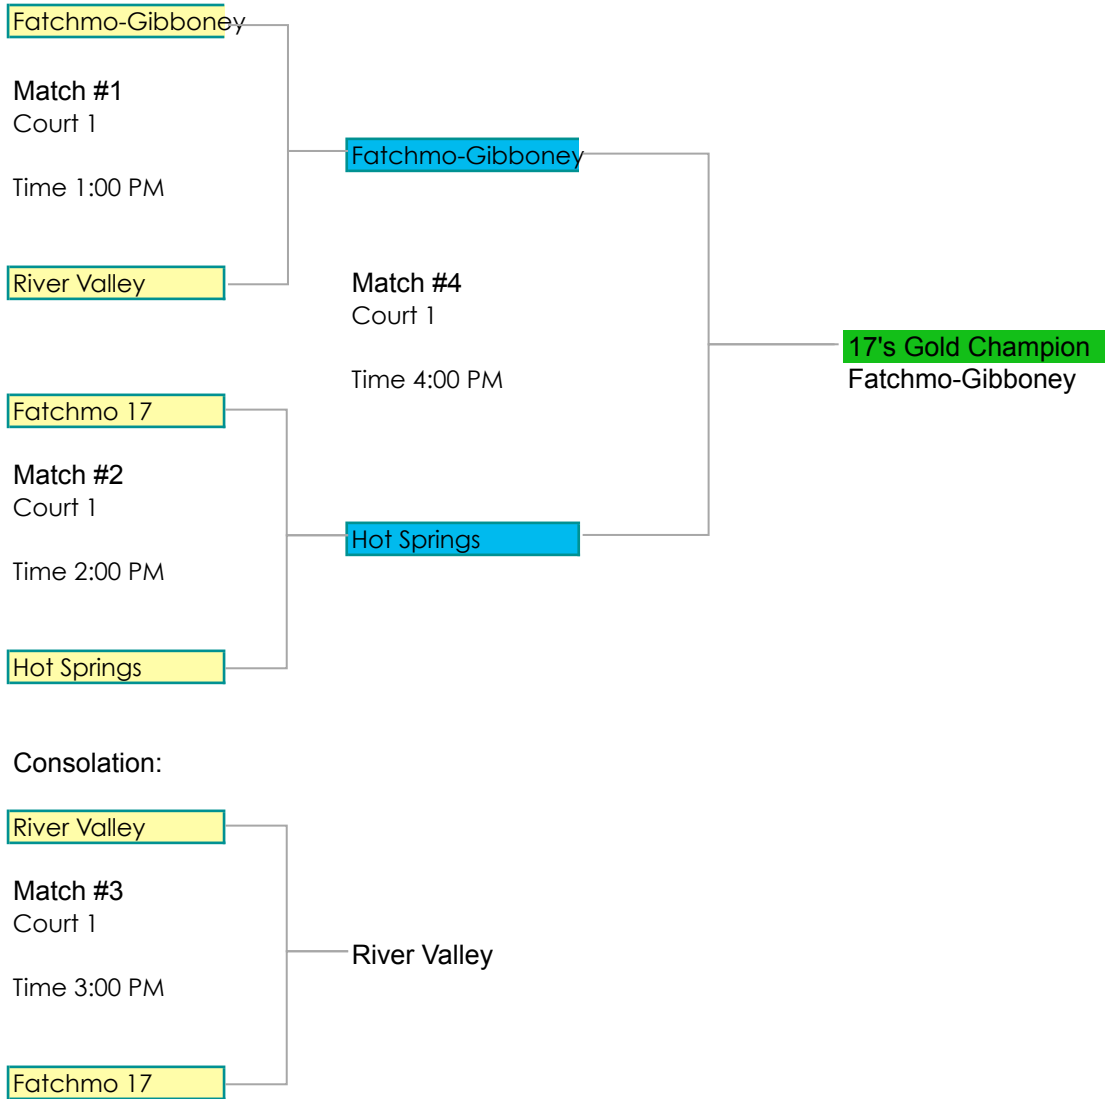 Fatchmo-Gibboney
Match #1
Court 1
Time 1:00 PM
River Valley
Fatchmo 17
Match #2
Court 1
Time 2:00 PM
Hot Springs
Fatchmo-Gibboney
Match #4
Court 1
Time 4:00 PM
Hot Springs
17's Gold Champion
Fatchmo-Gibboney
Consolation:
River Valley
Match #3
Court 1
Time 3:00 PM
Fatchmo 17
River Valley